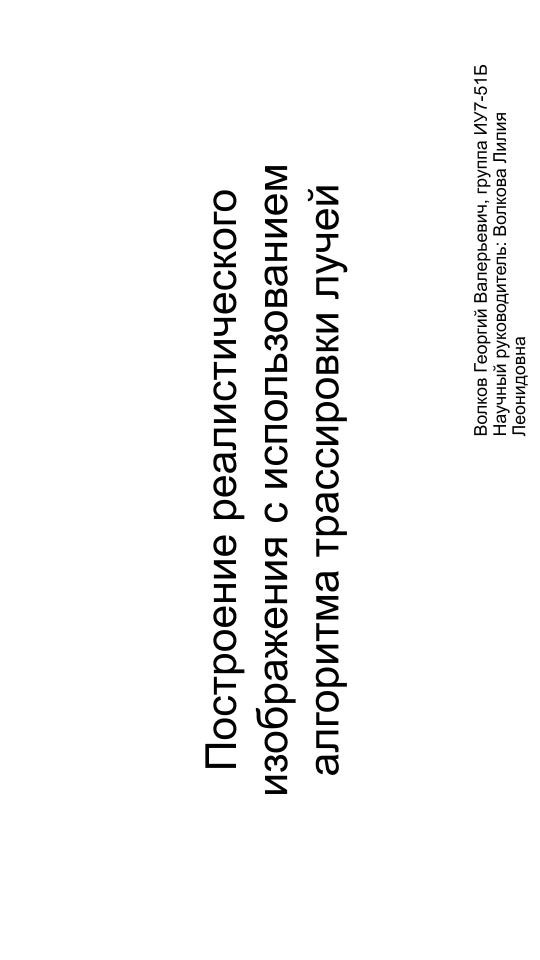 Построение реалистического
изображения с использованием
алгоритма трассировки лучей
Волков Георгий Валерьевич, группа ИУ7-51Б
Научный руководитель: Волкова Лилия
Леонидовна